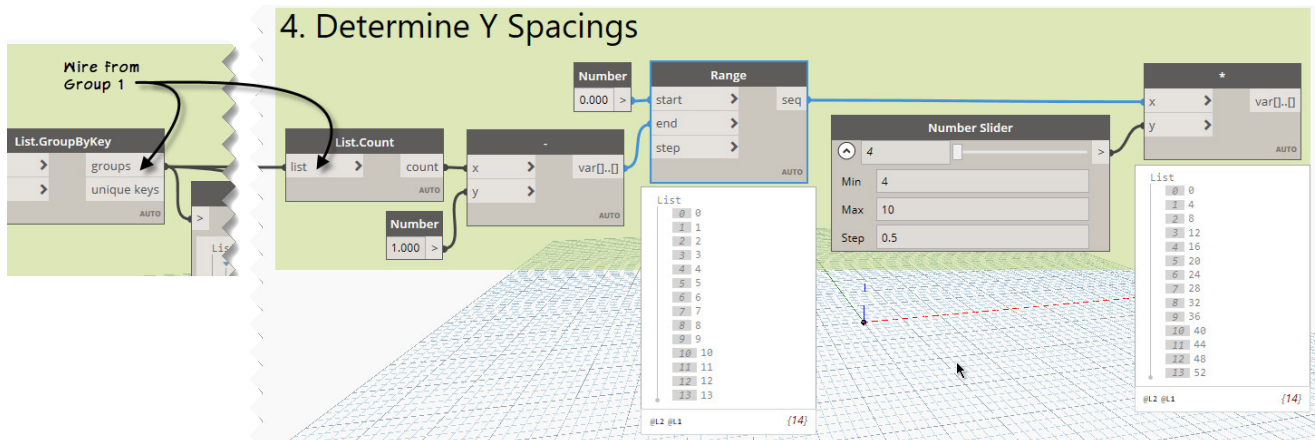 4. Determine Y Spacings
Wire from
Group 1
List.GroupByKey
groups
unique keys
AUTO
>
Lis
List.Count
list
count
AUTO
Number
1.000 >
-
x
var[]..[]
y
AUTO
Number
0.000 >
Range
start
seq
end
step
AUTO
List
0 0
1 1
2 2
3 3
4 4
5 5
6 6
7 7
8 8
9 9
10 10
11 11
12 12
13 13
@L2 @L1 {14}
Number Slider
4 >
Min 4
Max 10
Step 0.5
*
x
var[]..[]
y
AUTO
List
0 0
1 4
2 8
3 12
4 16
5 20
6 24
7 28
8 32
9 36
10 40
11 44
12 48
13 52
@L2 @L1 {14}